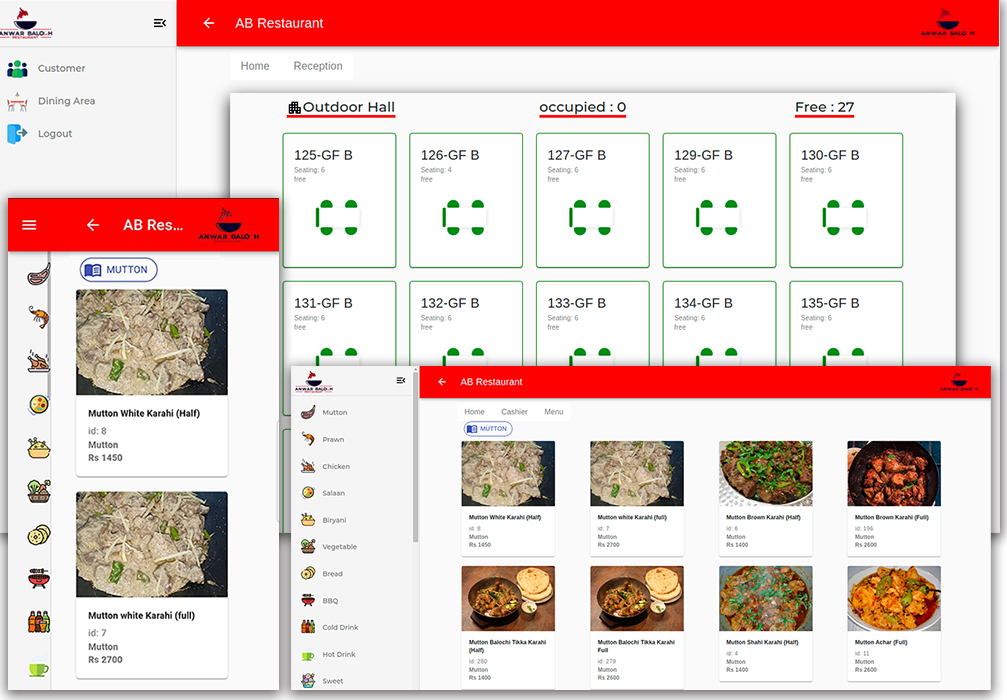 ANWAR BALOCH
RESTAURANT
AB Restaurant
ANWAR BALOCH
Customer
Dining Area
Logout
Home Reception
Outdoor Hall occupied : 0 Free : 27
125-GF B
Seating: 6
free
126-GF B
Seating: 4
free
127-GF B
Seating: 6
free
129-GF B
Seating: 6
free
130-GF B
Seating: 6
free
131-GF B
Seating: 6
free
132-GF B
Seating: 6
free
133-GF B
Seating: 6
free
134-GF B
Seating: 6
free
135-GF B
Seating: 6
free
AB Res...
ANWAR BALOCH
MUTTON
Mutton White Karahi (Half)
id: 8
Mutton
Rs 1450
Mutton white Karahi (full)
id: 7
Mutton
Rs 2700
ANWAR BALOCH
AB Restaurant
ANWAR BALOCH
Mutton
Prawn
Chicken
Salaan
Biryani
Vegetable
Bread
BBQ
Cold Drink
Hot Drink
Sweet
Home Cashier Menu
MUTTON
Mutton White Karahi (Half)
id: 8
Mutton
Rs 1450
Mutton white Karahi (full)
id: 7
Mutton
Rs 2700
Mutton Brown Karahi (Half)
id: 6
Mutton
Rs 1400
Mutton Brown Karahi (Full)
id: 196
Mutton
Rs 2600
Mutton Balochi Tikka Karahi
(Half)
id: 280
Mutton
Rs 1400
Mutton Balochi Tikka Karahi
Full
id: 279
Mutton
Rs 2600
Mutton Shahi Karahi (Half)
id: 4
Mutton
Rs 1400
Mutton Achar (Full)
id: 11
Mutton
Rs 2600